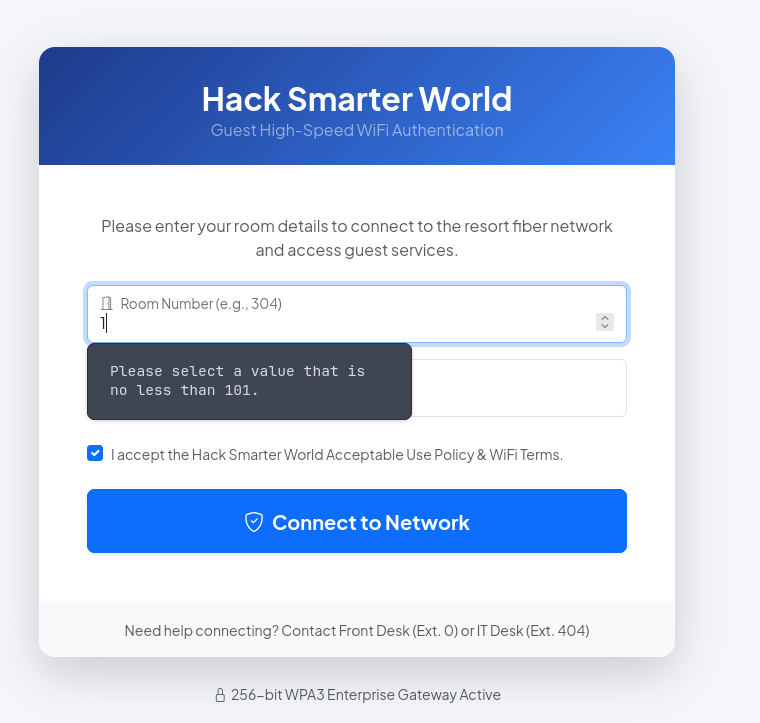 Hack Smarter World
Guest High-Speed WiFi Authentication
Please enter your room details to connect to the resort fiber network
and access guest services.
Room Number (e.g., 304)
1
Please select a value that is
no less than 101.
I accept the Hack Smarter World Acceptable Use Policy & WiFi Terms.
Connect to Network
Need help connecting? Contact Front Desk (Ext. 0) or IT Desk (Ext. 404)
256-bit WPA3 Enterprise Gateway Active